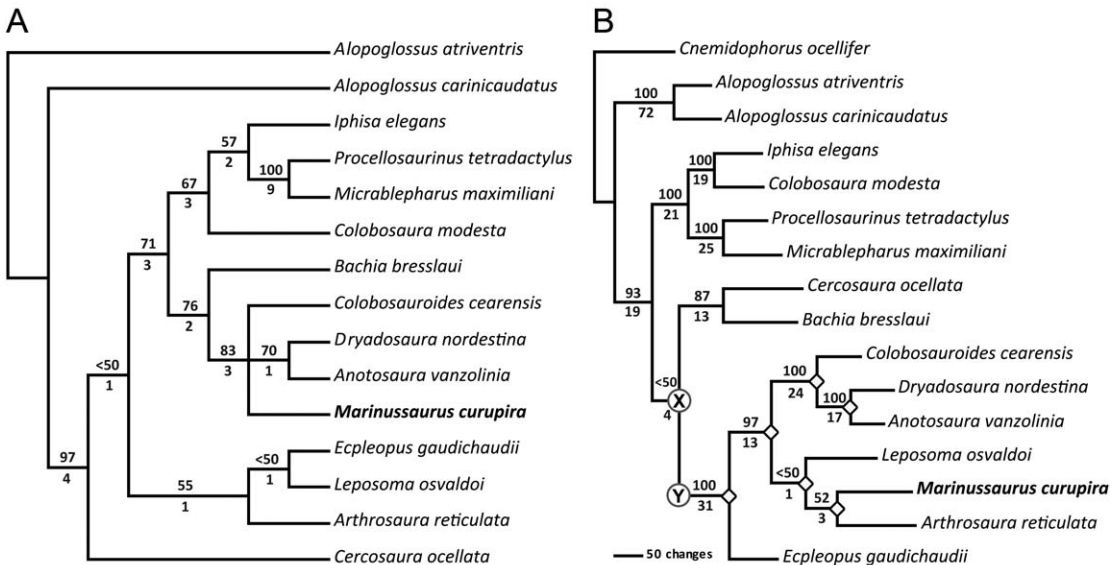 A
Alopoglossus atriventris
Alopoglossus carinicaudatus
Iphisa elegans
57
2
Procellosaurinus tetradactylus
100
9
67
3
Micrablepharus maximiliani
Colobosaura modesta
71
3
Bachia bresslaui
76
2
Colobosauroides cearensis
Dryadosaura nordestina
83
3
70
1
Anotosaura vanzolinia
<50
1
Marinussaurus curupira
Ecpleopus gaudichaudii
97
4
<50
1
Leposoma osvaldoi
55
1
Arthrosaura reticulata
Cercosaura ocellata
B
Cnemidophorus ocellifer
Alopoglossus atriventris
100
72
Alopoglossus carinicaudatus
Iphisa elegans
100
19
Colobosaura modesta
100
21
Procellosaurinus tetradactylus
100
25
Micrablepharus maximiliani
93
19
Cercosaura ocellata
87
13
Bachia bresslaui
Colobosauroides cearensis
<50
X
4
100
24
Dryadosaura nordestina
100
17
Anotosaura vanzolinia
97
13
Leposoma osvaldoi
<50
1
Marinussaurus curupira
52
3
Y
100
31
Arthrosaura reticulata
50 changes
Ecpleopus gaudichaudii